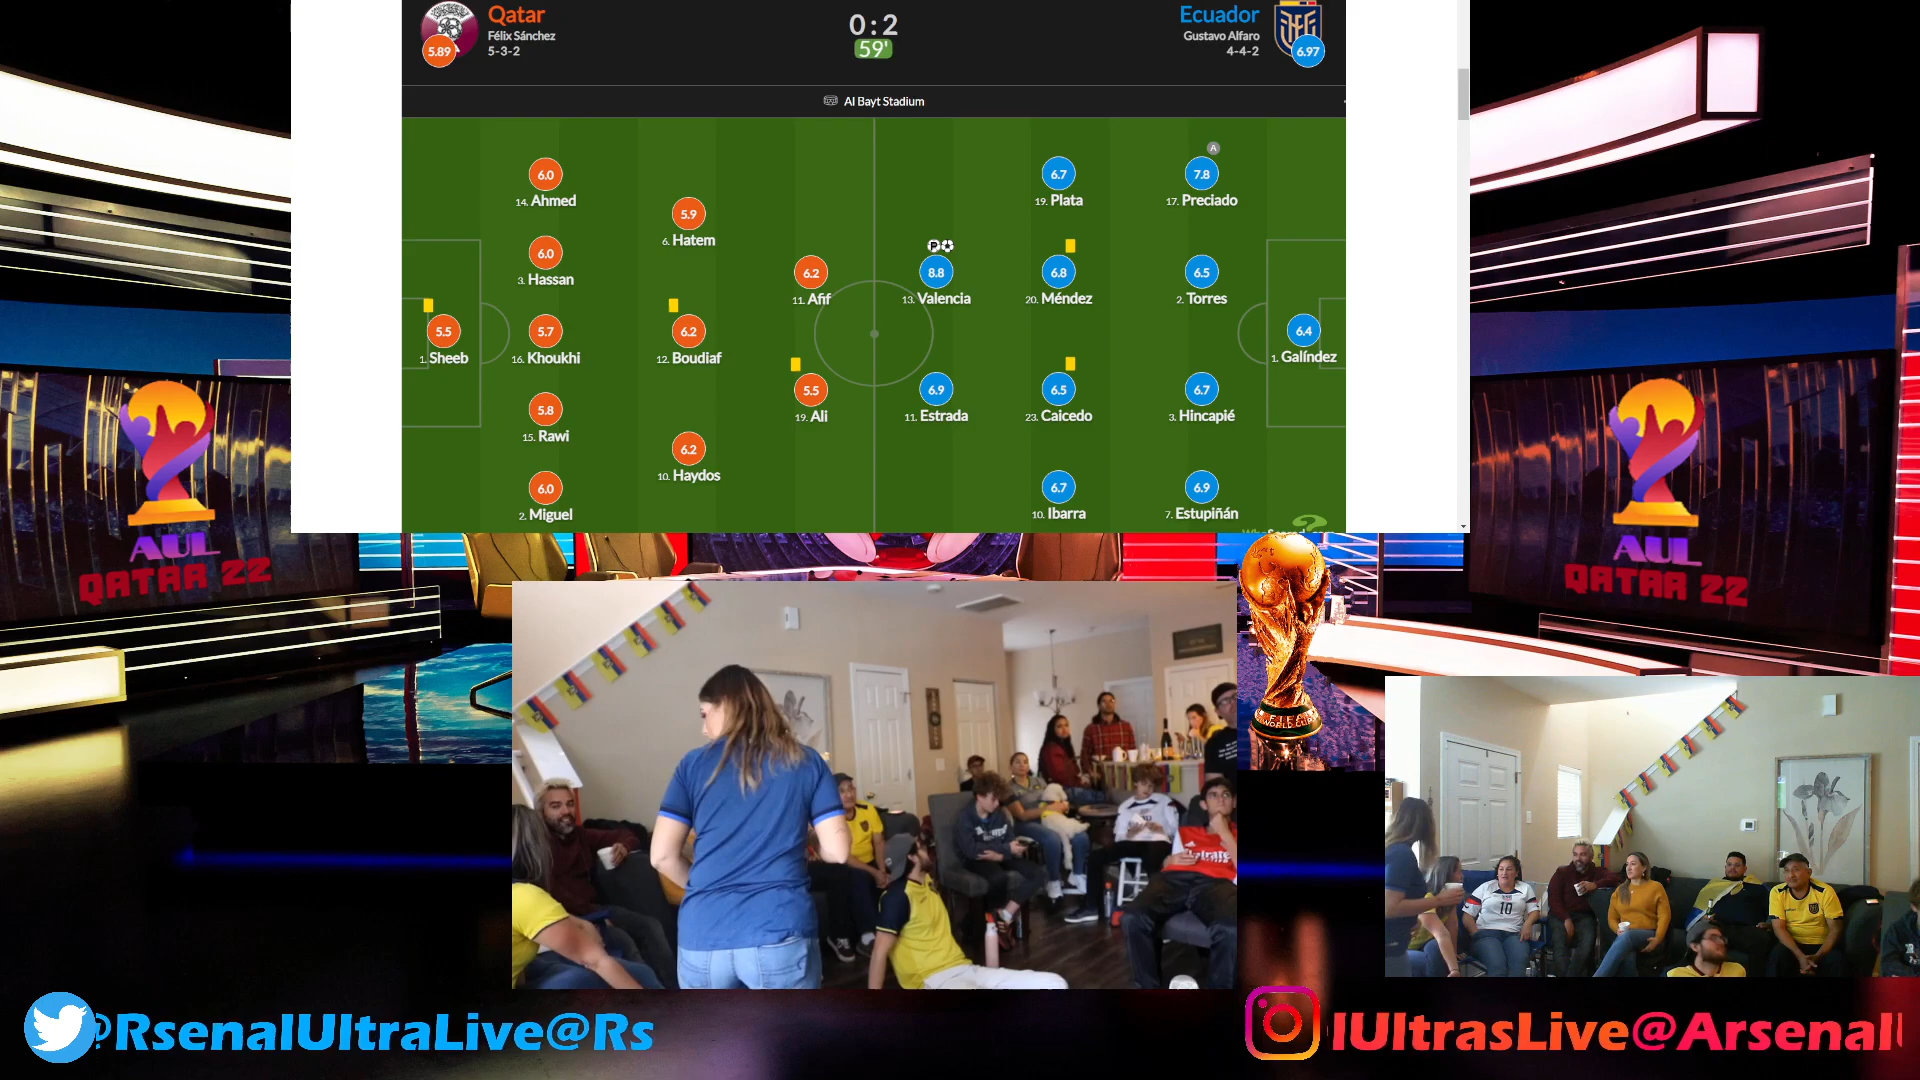 Qatar
Félix Sánchez
5-3-2
5.89
0:2
59'
Ecuador
Gustavo Alfaro
4-4-2
6.97
Al Bayt Stadium
6.0
14. Ahmed
6.0
3. Hassan
5.5
1. Sheeb
5.7
16. Khoukhi
5.8
15. Rawi
6.0
2. Miguel
5.9
6. Hatem
6.2
12. Boudiaf
6.2
10. Haydos
6.2
11. Afif
5.5
19. Ali
P
8.8
13. Valencia
6.9
11. Estrada
6.7
19. Plata
6.8
20. Méndez
6.5
23. Caicedo
6.7
10. Ibarra
A
7.8
17. Preciado
6.5
2. Torres
6.7
3. Hincapié
6.9
7. Estupiñán
6.4
1. Galíndez
AUL
QATAR 22
AUL
QATAR 22
FIFA
WORLD CUP
10
@RsenalUltraLive@Rs
lUltrasLive@Arsenall